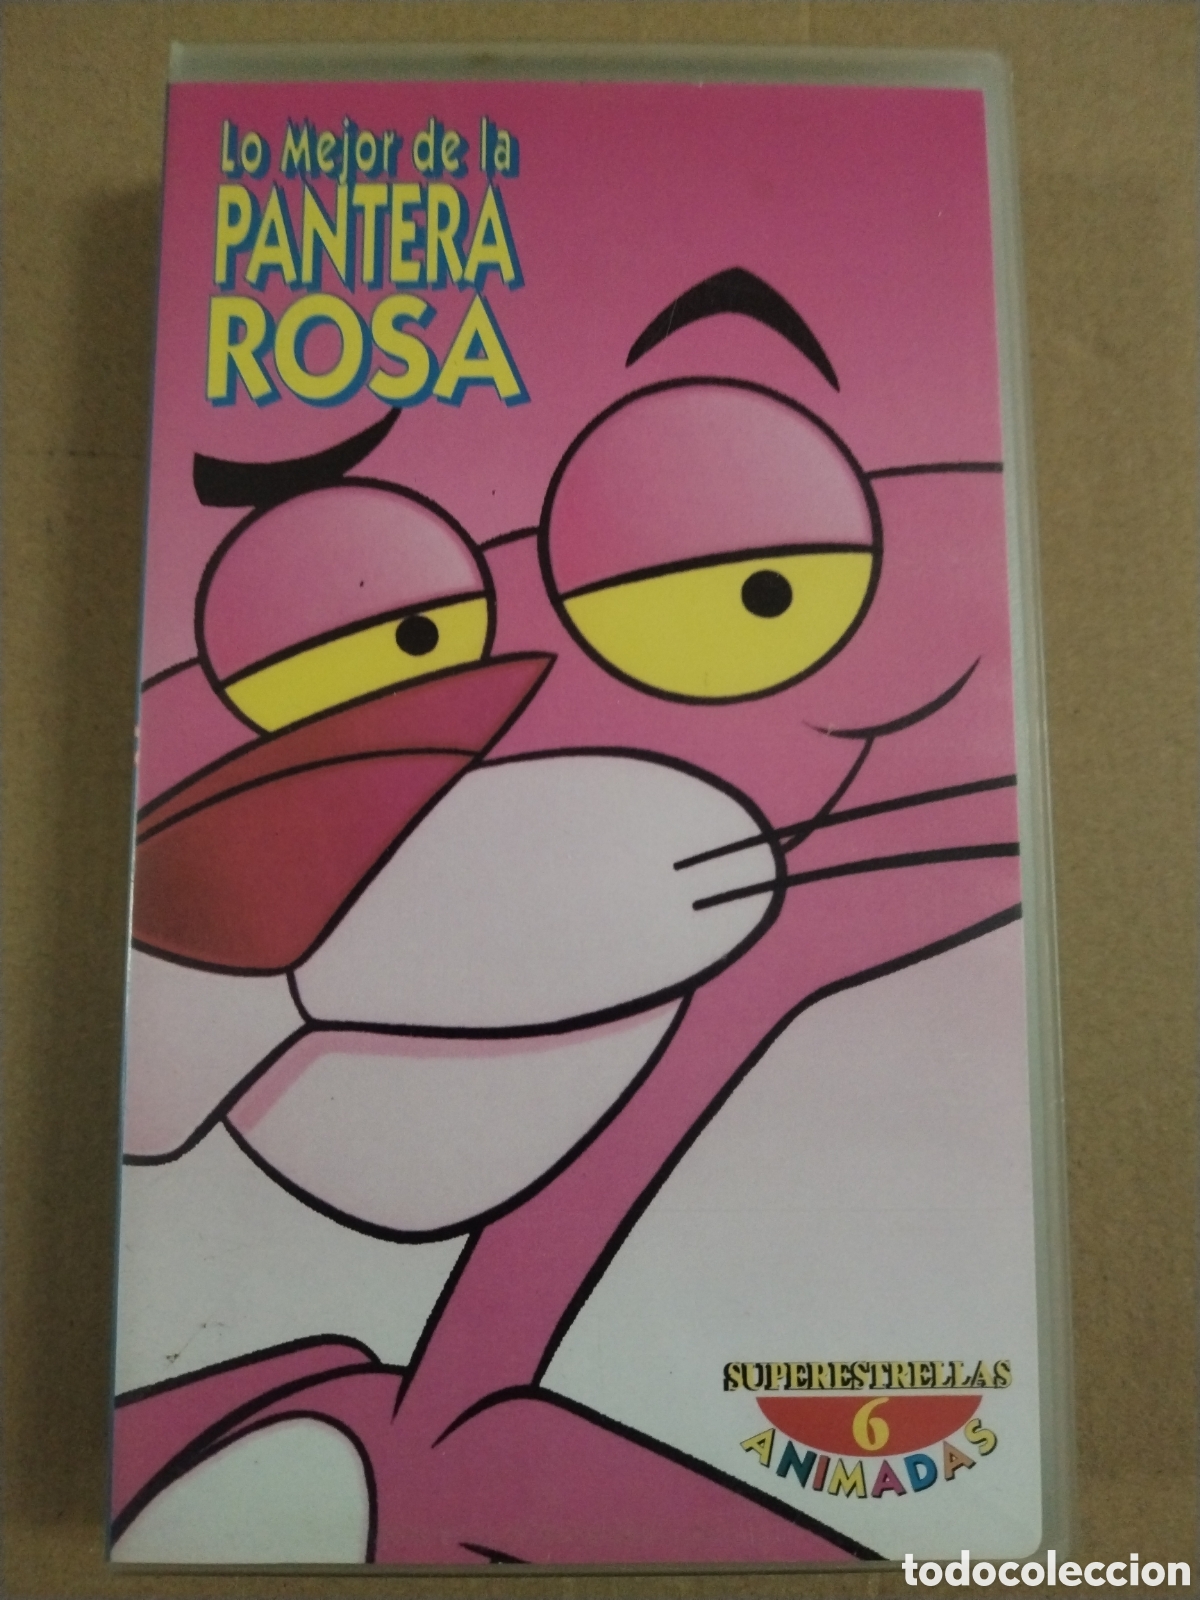 Lo Mejor de la
PANTERA
ROSA
SUPERESTRELLAS
6
ANIMADAS
todocoleccion